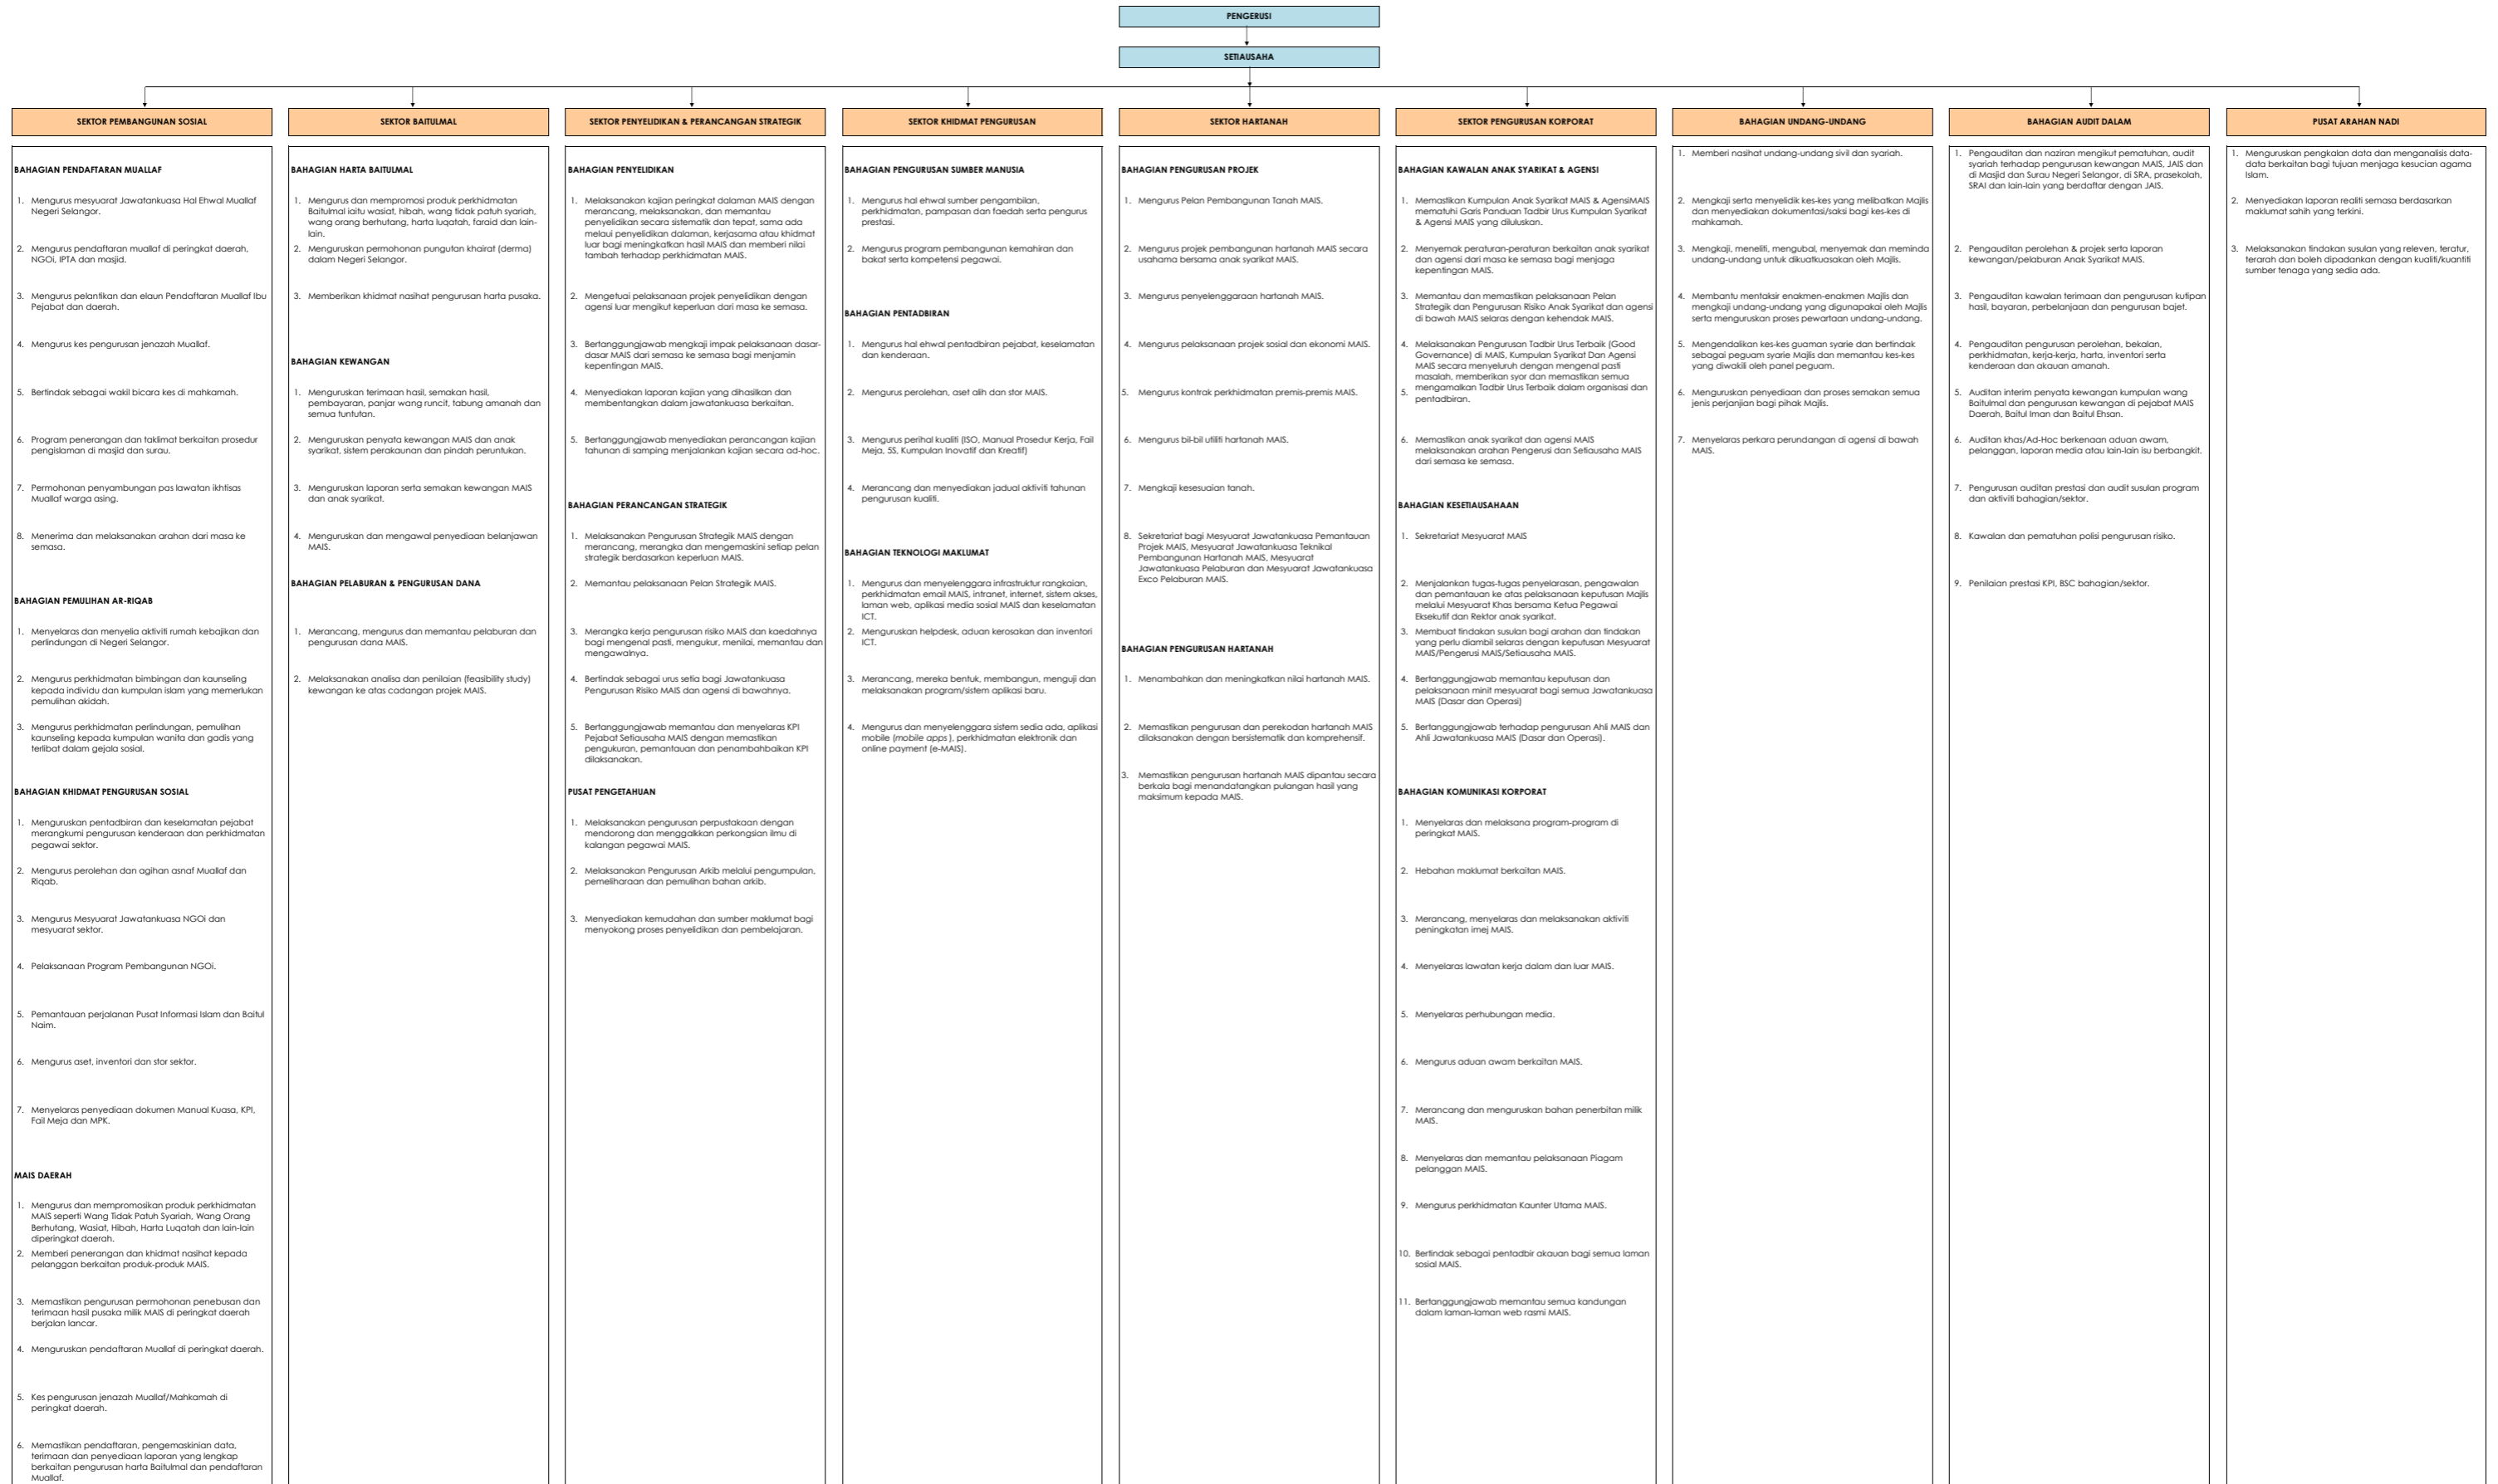 PENGERUSI
SETIAUSAHA
SEKTOR PEMBANGUNAN SOSIAL
BAHAGIAN PENDAFTARAN MUALLAF
1. Mengurus mesyuarat Jawatankuasa Hal Ehwal Muallaf
Negeri Selangor.
2. Mengurus pendaftaran muallaf di peringkat daerah,
NGOi, IPTA dan masjid.
3. Mengurus pelantikan dan elaun Pendaftaran Muallaf Ibu
Pejabat dan daerah.
4. Mengurus kes pengurusan jenazah Muallaf.
5. Bertindak sebagai wakil bicara kes di mahkamah.
6. Program penerangan dan taklimat berkaitan prosedur
pengislaman di masjid dan surau.
7. Permohonan penyambungan pas lawatan ikhtisas
Muallaf warga asing.
8. Menerima dan melaksanakan arahan dari masa ke
semasa.
BAHAGIAN PEMULIHAN AR-RIQAB
1. Menyelaras dan menyelia aktiviti rumah kebajikan dan
perlindungan di Negeri Selangor.
2. Mengurus perkhidmatan bimbingan dan kaunseling
kepada individu dan kumpulan islam yang memerlukan
pemulihan akidah.
3. Mengurus perkhidmatan perlindungan, pemulihan
kaunseling kepada kumpulan wanita dan gadis yang
terlibat dalam gejala sosial.
BAHAGIAN KHIDMAT PENGURUSAN SOSIAL
1. Menguruskan pentadbiran dan keselamatan pejabat
merangkumi pengurusan kenderaan dan perkhidmatan
pegawai sektor.
2. Mengurus perolehan dan agihan asnaf Muallaf dan
Riqab.
3. Mengurus Mesyuarat Jawatankuasa NGOi dan
mesyuarat sektor.
4. Pelaksanaan Program Pembangunan NGOi.
5. Pemantauan perjalanan Pusat Informasi Islam dan Baitul
Naim.
6. Mengurus aset, inventori dan stor sektor.
7. Menyelaras penyediaan dokumen Manual Kuasa, KPI,
Fail Meja dan MPK.
MAIS DAERAH
1. Mengurus dan mempromosikan produk perkhidmatan
MAIS seperti Wang Tidak Patuh Syariah, Wang Orang
Berhutang, Wasiat, Hibah, Harta Luqatah dan lain-lain
diperingkat daerah.
2. Memberi penerangan dan khidmat nasihat kepada
pelanggan berkaitan produk-produk MAIS.
3. Memastikan pengurusan permohonan penebusan dan
terimaan hasil pusaka milik MAIS di peringkat daerah
berjalan lancar.
4. Menguruskan pendaftaran Muallaf di peringkat daerah.
5. Kes pengurusan jenazah Muallaf/Mahkamah di
peringkat daerah.
6. Memastikan pendaftaran, pengemaskinian data,
terimaan dan penyediaan laporan yang lengkap
berkaitan pengurusan harta Baitulmal dan pendaftaran
Muallaf.
SEKTOR BAITULMAL
BAHAGIAN HARTA BAITULMAL
1. Mengurus dan mempromosi produk perkhidmatan
Baitulmal iaitu wasiat, hibah, wang tidak patuh syariah,
wang orang berhutang, harta luqatah, faraid dan lain-
lain.
2. Menguruskan permohonan pungutan khairat (derma)
dalam Negeri Selangor.
3. Memberikan khidmat nasihat pengurusan harta pusaka.
BAHAGIAN KEWANGAN
1. Menguruskan terimaan hasil, semakan hasil,
pembayaran, panjar wang runcit, tabung amanah dan
semua tuntutan.
2. Menguruskan penyata kewangan MAIS dan anak
syarikat, sistem perakaunan dan pindah peruntukan.
3. Menguruskan laporan serta semakan kewangan MAIS
dan anak syarikat.
4. Menguruskan dan mengawal penyediaan belanjawan
MAIS.
BAHAGIAN PELABURAN & PENGURUSAN DANA
1. Merancang, mengurus dan memantau pelaburan dan
pengurusan dana MAIS.
2. Melaksanakan analisa dan penilaian (feasibility study)
kewangan ke atas cadangan projek MAIS.
SEKTOR PENYELIDIKAN & PERANCANGAN STRATEGIK
BAHAGIAN PENYELIDIKAN
1. Melaksanakan kajian peringkat dalaman MAIS dengan
merancang, melaksanakan, dan memantau
penyelidikan secara sistematik dan tepat, sama ada
melaui penyelidikan dalaman, kerjasama atau khidmat
luar bagi meningkatkan hasil MAIS dan memberi nilai
tambah terhadap perkhidmatan MAIS.
2. Mengetuai pelaksanaan projek penyelidikan dengan
agensi luar mengikut keperluan dari masa ke semasa.
3. Bertanggungjawab mengkaji impak pelaksanaan dasar-
dasar MAIS dari semasa ke semasa bagi menjamin
kepentingan MAIS.
4. Menyediakan laporan kajian yang dihasilkan dan
membentangkan dalam jawatankuasa berkaitan.
5. Bertanggungjawab menyediakan perancangan kajian
tahunan di samping menjalankan kajian secara ad-hoc.
BAHAGIAN PERANCANGAN STRATEGIK
1. Melaksanakan Pengurusan Strategik MAIS dengan
merancang, merangka dan mengemaskini setiap pelan
strategik berdasarkan keperluan MAIS.
2. Memantau pelaksanaan Pelan Strategik MAIS.
3. Merangka kerja pengurusan risiko MAIS dan kaedahnya
bagi mengenal pasti, mengukur, menilai, memantau dan
mengawalnya.
4. Bertindak sebagai urus setia bagi Jawatankuasa
Pengurusan Risiko MAIS dan agensi di bawahnya.
5. Bertanggungjawab memantau dan menyelaras KPI
Pejabat Setiausaha MAIS dengan memastikan
pengukuran, pemantauan dan penambahbaikan KPI
dilaksanakan.
PUSAT PENGETAHUAN
1. Melaksanakan pengurusan perpustakaan dengan
mendorong dan menggalkkan perkongsian ilmu di
kalangan pegawai MAIS.
2. Melaksanakan Pengurusan Arkib melalui pengumpulan,
pemeliharaan dan pemulihan bahan arkib.
3. Menyediakan kemudahan dan sumber maklumat bagi
menyokong proses penyelidikan dan pembelajaran.
SEKTOR KHIDMAT PENGURUSAN
BAHAGIAN PENGURUSAN SUMBER MANUSIA
1. Mengurus hal ehwal sumber pengambilan,
perkhidmatan, pampasan dan faedah serta pengurus
prestasi.
2. Mengurus program pembangunan kemahiran dan
bakat serta kompetensi pegawai.
BAHAGIAN PENTADBIRAN
1. Mengurus hal ehwal pentadbiran pejabat, keselamatan
dan kenderaan.
2. Mengurus perolehan, aset alih dan stor MAIS.
3. Mengurus perihal kualiti (ISO, Manual Prosedur Kerja, Fail
Meja, 5S, Kumpulan Inovatif dan Kreatif)
4. Merancang dan menyediakan jadual aktiviti tahunan
pengurusan kualiti.
BAHAGIAN TEKNOLOGI MAKLUMAT
1. Mengurus dan menyelenggara infrastruktur rangkaian,
perkhidmatan email MAIS, intranet, internet, sistem akses,
laman web, aplikasi media sosial MAIS dan keselamatan
ICT.
2. Menguruskan helpdesk, aduan kerosakan dan inventori
ICT.
3. Merancang, mereka bentuk, membangun, menguji dan
melaksanakan program/sistem aplikasi baru.
4. Mengurus dan menyelenggara sistem sedia ada, aplikasi
mobile (mobile apps ), perkhidmatan elektronik dan
online payment (e-MAIS).
SEKTOR HARTANAH
BAHAGIAN PENGURUSAN PROJEK
1. Mengurus Pelan Pembangunan Tanah MAIS.
2. Mengurus projek pembangunan hartanah MAIS secara
usahama bersama anak syarikat MAIS.
3. Mengurus penyelenggaraan hartanah MAIS.
4. Mengurus pelaksanaan projek sosial dan ekonomi MAIS.
5. Mengurus kontrak perkhidmatan premis-premis MAIS.
6. Mengurus bil-bil utiliti hartanah MAIS.
7. Mengkaji kesesuaian tanah.
8. Sekretariat bagi Mesyuarat Jawatankuasa Pemantauan
Projek MAIS, Mesyuarat Jawatankuasa Teknikal
Pembangunan Hartanah MAIS, Mesyuarat
Jawatankuasa Pelaburan dan Mesyuarat Jawatankuasa
Exco Pelaburan MAIS.
BAHAGIAN PENGURUSAN HARTANAH
1. Menambahkan dan meningkatkan nilai hartanah MAIS.
2. Memastikan pengurusan dan perekodan hartanah MAIS
dilaksanakan dengan bersistematik dan komprehensif.
3. Memastikan pengurusan hartanah MAIS dipantau secara
berkala bagi menandatangkan pulangan hasil yang
maksimum kepada MAIS.
SEKTOR PENGURUSAN KORPORAT
BAHAGIAN KAWALAN ANAK SYARIKAT & AGENSI
1. Memastikan Kumpulan Anak Syarikat MAIS & AgensiMAIS
mematuhi Garis Panduan Tadbir Urus Kumpulan Syarikat
& Agensi MAIS yang diluluskan.
2. Menyemak peraturan-peraturan berkaitan anak syarikat
dan agensi dari masa ke semasa bagi menjaga
kepentingan MAIS.
3. Memantau dan memastikan pelaksanaan Pelan
Strategik dan Pengurusan Risiko Anak Syarikat dan agensi
di bawah MAIS selaras dengan kehendak MAIS.
4. Melaksanakan Pengurusan Tadbir Urus Terbaik (Good
Governance) di MAIS, Kumpulan Syarikat Dan Agensi
MAIS secara menyeluruh dengan mengenal pasti
masalah, memberikan syor dan memastikan semua
mengamalkan Tadbir Urus Terbaik dalam organisasi dan
5. pentadbiran.
6. Memastikan anak syarikat dan agensi MAIS
melaksanakan arahan Pengerusi dan Setiausaha MAIS
dari semasa ke semasa.
BAHAGIAN KESETIAUSAHAAN
1. Sekretariat Mesyuarat MAIS
2. Menjalankan tugas-tugas penyelarasan, pengawalan
dan pemantauan ke atas pelaksanaan keputusan Majlis
melalui Mesyuarat Khas bersama Ketua Pegawai
Eksekutif dan Rektor anak syarikat.
3. Membuat tindakan susulan bagi arahan dan tindakan
yang perlu diambil selaras dengan keputusan Mesyuarat
MAIS/Pengerusi MAIS/Setiausaha MAIS.
4. Bertanggungjawab memantau keputusan dan
pelaksanaan minit mesyuarat bagi semua Jawatankuasa
MAIS (Dasar dan Operasi)
5. Bertanggungjawab terhadap pengurusan Ahli MAIS dan
Ahli Jawatankuasa MAIS (Dasar dan Operasi).
BAHAGIAN KOMUNIKASI KORPORAT
1. Menyelaras dan melaksana program-program di
peringkat MAIS.
2. Hebahan maklumat berkaitan MAIS.
3. Merancang, menyelaras dan melaksanakan aktiviti
peningkatan imej MAIS.
4. Menyelaras lawatan kerja dalam dan luar MAIS.
5. Menyelaras perhubungan media.
6. Mengurus aduan awam berkaitan MAIS.
7. Merancang dan menguruskan bahan penerbitan milik
MAIS.
8. Menyelaras dan memantau pelaksanaan Piagam
pelanggan MAIS.
9. Mengurus perkhidmatan Kaunter Utama MAIS.
10. Bertindak sebagai pentadbir akauan bagi semua laman
sosial MAIS.
11. Bertanggungjawab memantau semua kandungan
dalam laman-laman web rasmi MAIS.
BAHAGIAN UNDANG-UNDANG
1. Memberi nasihat undang-undang sivil dan syariah.
2. Mengkaji serta menyelidik kes-kes yang melibatkan Majlis
dan menyediakan dokumentasi/saksi bagi kes-kes di
mahkamah.
3. Mengkaji, meneliti, mengubal, menyemak dan meminda
undang-undang untuk dikuatkuasakan oleh Majlis.
4. Membantu mentaksir enakmen-enakmen Majlis dan
mengkaji undang-undang yang digunapakai oleh Majlis
serta menguruskan proses pewartaan undang-undang.
5. Mengendalikan kes-kes guaman syarie dan bertindak
sebagai peguam syarie Majlis dan memantau kes-kes
yang diwakili oleh panel peguam.
6. Menguruskan penyediaan dan proses semakan semua
jenis perjanjian bagi pihak Majlis.
7. Menyelaras perkara perundangan di agensi di bawah
MAIS.
BAHAGIAN AUDIT DALAM
1. Pengauditan dan naziran mengikut pematuhan, audit
syariah terhadap pengurusan kewangan MAIS, JAIS dan
di Masjid dan Surau Negeri Selangor, di SRA, prasekolah,
SRAI dan lain-lain yang berdaftar dengan JAIS.
2. Pengauditan perolehan & projek serta laporan
kewangan/pelaburan Anak Syarikat MAIS.
3. Pengauditan kawalan terimaan dan pengurusan kutipan
hasil, bayaran, perbelanjaan dan pengurusan bajet.
4. Pengauditan pengurusan perolehan, bekalan,
perkhidmatan, kerja-kerja, harta, inventori serta
kenderaan dan akauan amanah.
5. Auditan interim penyata kewangan kumpulan wang
Baitulmal dan pengurusan kewangan di pejabat MAIS
Daerah, Baitul Iman dan Baitul Ehsan.
6. Auditan khas/Ad-Hoc berkenaan aduan awam,
pelanggan, laporan media atau lain-lain isu berbangkit.
7. Pengurusan auditan prestasi dan audit susulan program
dan aktiviti bahagian/sektor.
8. Kawalan dan pematuhan polisi pengurusan risiko.
9. Penilaian prestasi KPI, BSC bahagian/sektor.
PUSAT ARAHAN NADI
1. Menguruskan pengkalan data dan menganalisis data-
data berkaitan bagi tujuan menjaga kesucian agama
Islam.
2. Menyediakan laporan realiti semasa berdasarkan
maklumat sahih yang terkini.
3. Melaksanakan tindakan susulan yang releven, teratur,
terarah dan boleh dipadankan dengan kualiti/kuantiti
sumber tenaga yang sedia ada.